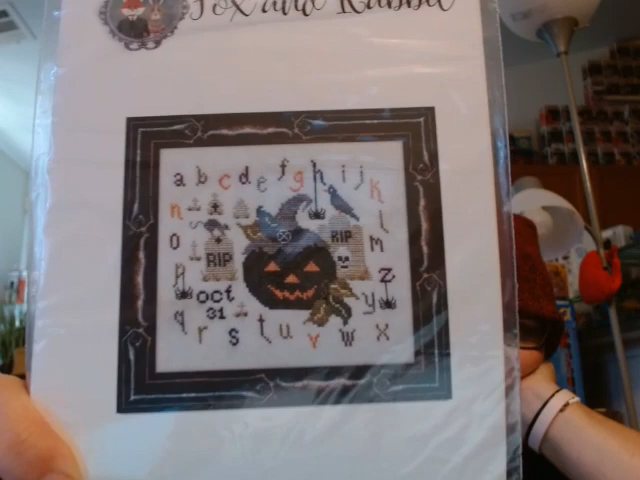 Fox and Rabbit
a b c d e f g h i j k
n l
o RIP RIP m
p z
oct y
31
q r s t u v w x